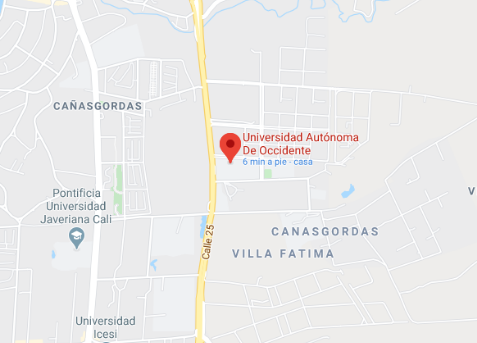 CAÑASGORDAS
Universidad Autónoma
De Occidente
6 min a pie - casa
Pontificia
Universidad
Javeriana Cali
Calle 25
CANASGORDAS
VILLA FATIMA
V
Universidad
Icesi